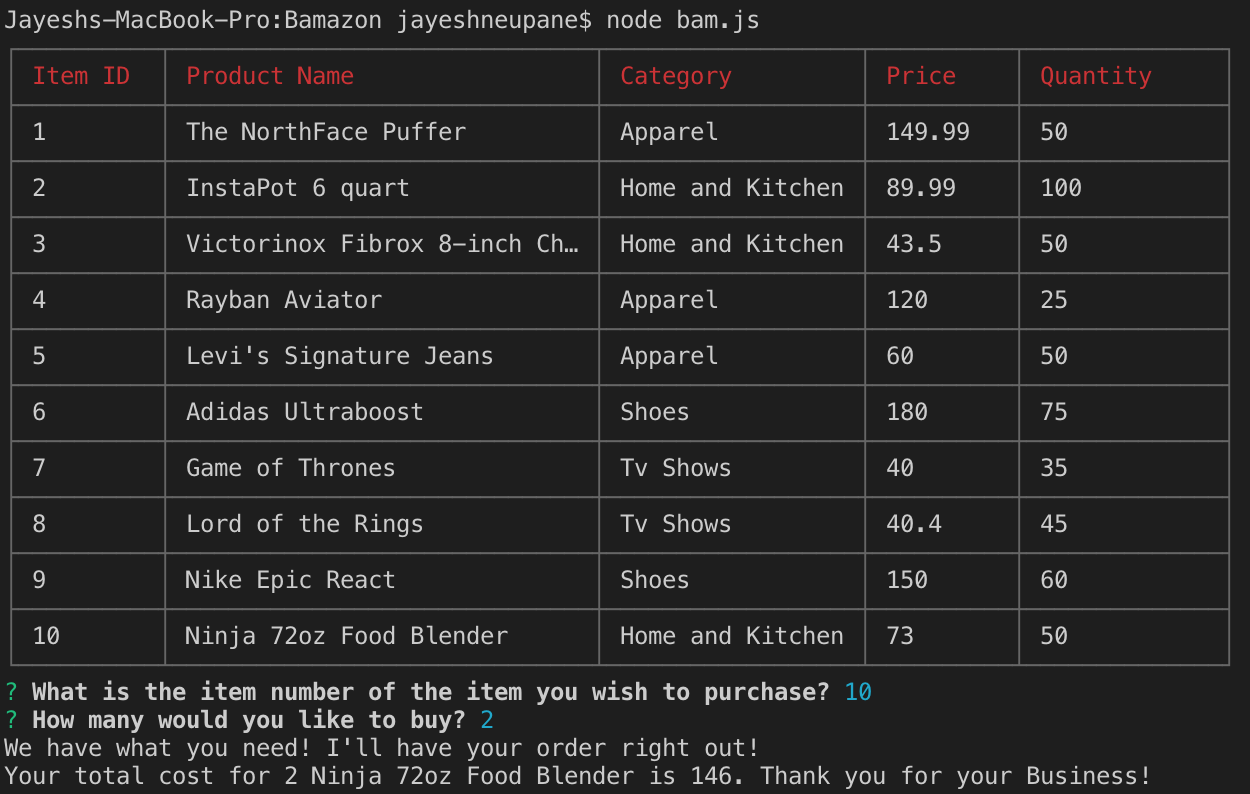 Jayeshs-MacBook-Pro:Bamazon jayeshneupane$ node bam.js
Item ID Product Name Category Price Quantity
1 The NorthFace Puffer Apparel 149.99 50
2 InstaPot 6 quart Home and Kitchen 89.99 100
3 Victorinox Fibrox 8-inch Ch… Home and Kitchen 43.5 50
4 Rayban Aviator Apparel 120 25
5 Levi's Signature Jeans Apparel 60 50
6 Adidas Ultraboost Shoes 180 75
7 Game of Thrones Tv Shows 40 35
8 Lord of the Rings Tv Shows 40.4 45
9 Nike Epic React Shoes 150 60
10 Ninja 72oz Food Blender Home and Kitchen 73 50
? What is the item number of the item you wish to purchase? 10
? How many would you like to buy? 2
We have what you need! I'll have your order right out!
Your total cost for 2 Ninja 72oz Food Blender is 146. Thank you for your Business!